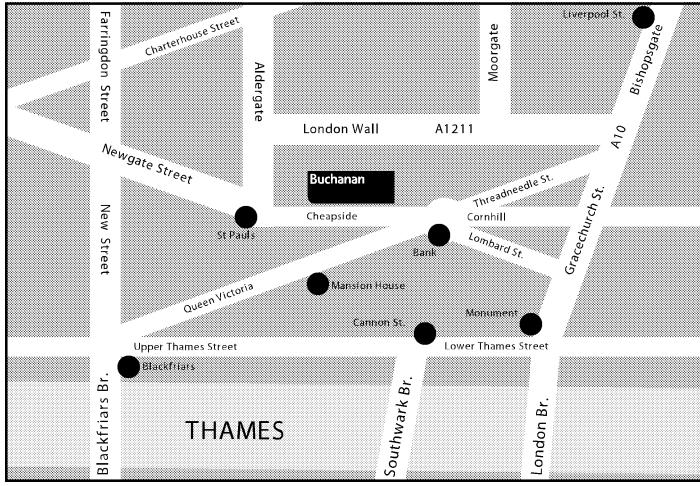 Liverpool St.
Farringdon Street
Charterhouse Street
Aldergate
Moorgate
Bishopsgate
London Wall
A1211
A10
Newgate Street
Buchanan
Threadneedle St.
Cheapside
Cornhill
St Pauls
New Street
Gracechurch St.
Lombard St.
Bank
Queen Victoria
Mansion House
Cannon St.
Monument
Upper Thames Street
Lower Thames Street
Blackfriars
Blackfriars Br.
THAMES
Southwark Br.
London Br.